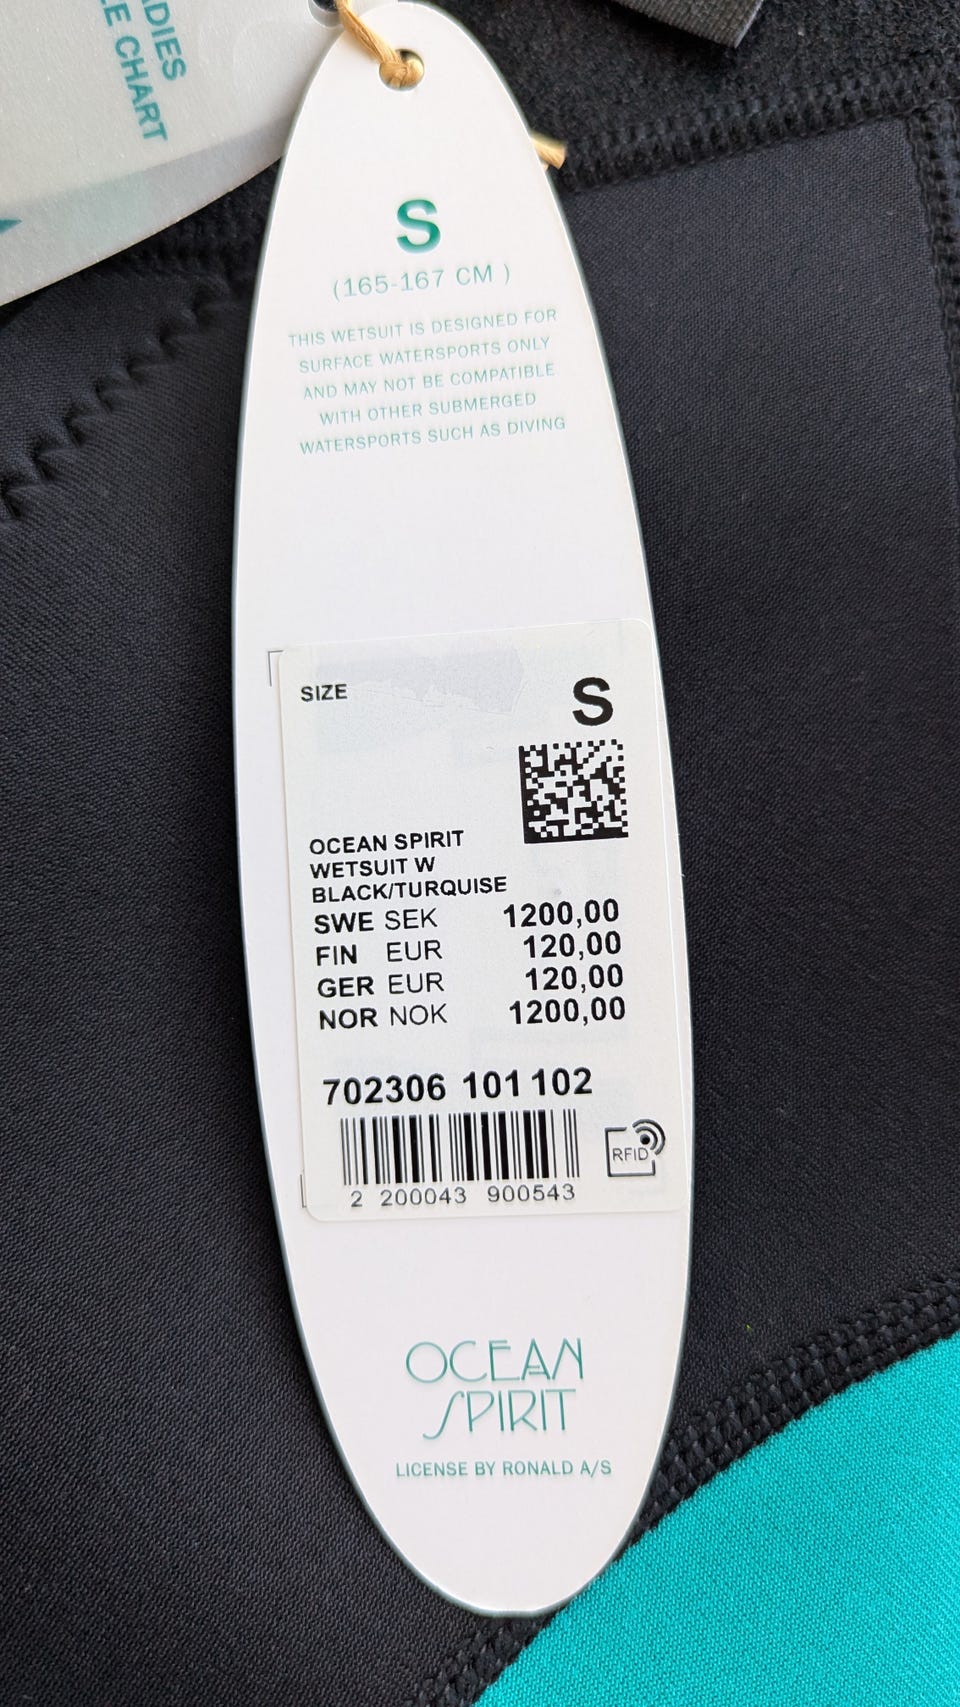 ADIES
E CHART
S
(165-167 CM )
THIS WETSUIT IS DESIGNED FOR
SURFACE WATERSPORTS ONLY
AND MAY NOT BE COMPATIBLE
WITH OTHER SUBMERGED
WATERSPORTS SUCH AS DIVING
SIZE S
OCEAN SPIRIT
WETSUIT W
BLACK/TURQUISE
SWE SEK 1200,00
FIN EUR 120,00
GER EUR 120,00
NOR NOK 1200,00
702306 101 102
2 200043 900543
RFID
OCEAN
SPIRIT
LICENSE BY RONALD A/S